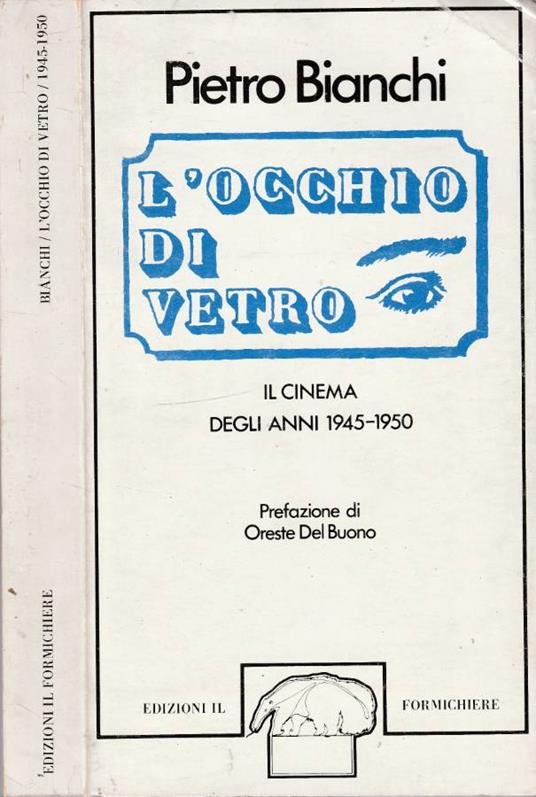 BIANCHI / L'OCCHIO DI VETRO / 1945-1950
EDIZIONI IL FORMICHIERE
Pietro Bianchi
L'OCCHIO
DI
VETRO
IL CINEMA
DEGLI ANNI 1945-1950
Prefazione di
Oreste Del Buono
EDIZIONI IL FORMICHIERE